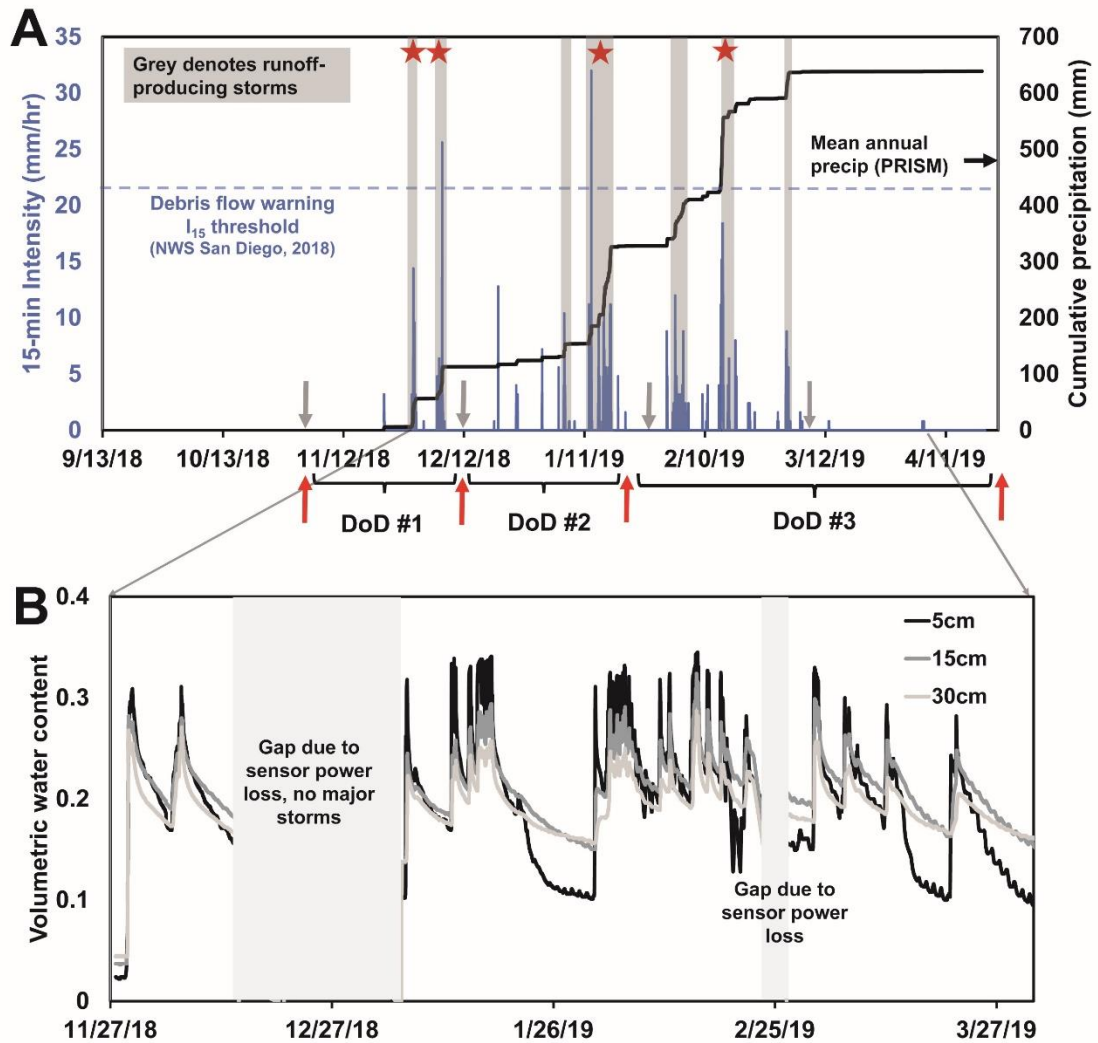 A
35
30
25
20
15
10
5
0
15-min Intensity (mm/hr)
Grey denotes runoff-
producing storms
Debris flow warning
I15 threshold
(NWS San Diego, 2018)
Mean annual
precip (PRISM)
700
600
500
400
300
200
100
0
Cumulative precipitation (mm)
9/13/18 10/13/18 11/12/18 12/12/18 1/11/19 2/10/19 3/12/19 4/11/19
DoD #1 DoD #2 DoD #3
B
0.4
0.3
0.2
0.1
0
Volumetric water content
Gap due to
sensor power
loss, no major
storms
5cm
15cm
30cm
Gap due to
sensor power
loss
11/27/18 12/27/18 1/26/19 2/25/19 3/27/19